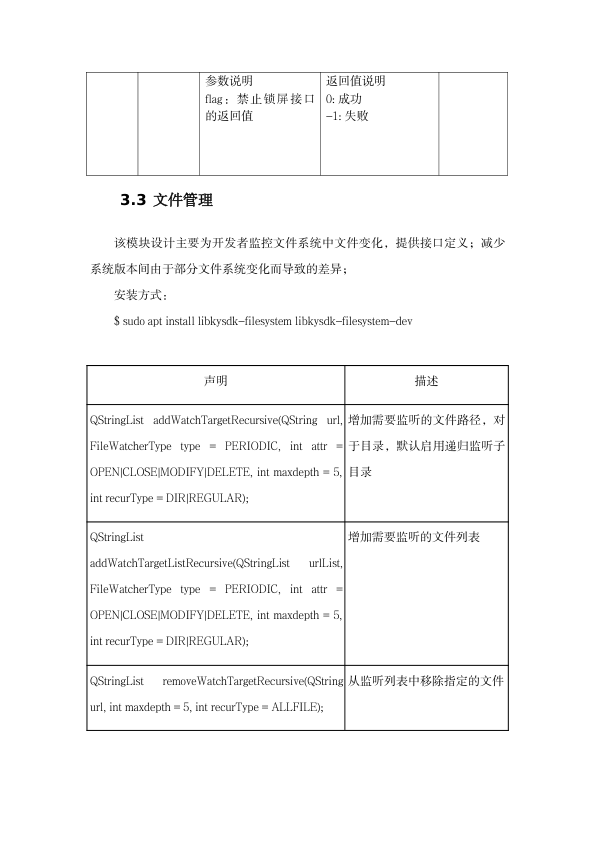 参数说明
flag：禁止锁屏接口
的返回值
返回值说明
0: 成功
-1: 失败
3.3 文件管理
该模块设计主要为开发者监控文件系统中文件变化，提供接口定义；减少
系统版本间由于部分文件系统变化而导致的差异；
安装方式：
$ sudo apt install libkysdk-filesystem libkysdk-filesystem-dev
声明
描述
QStringList addWatchTargetRecursive(QString url,
FileWatcherType type = PERIODIC, int attr =
OPEN|CLOSE|MODIFY|DELETE, int maxdepth = 5,
int recurType = DIR|REGULAR);
增加需要监听的文件路径，对
于目录，默认启用递归监听子
目录
QStringList
addWatchTargetListRecursive(QStringList urlList,
FileWatcherType type = PERIODIC, int attr =
OPEN|CLOSE|MODIFY|DELETE, int maxdepth = 5,
int recurType = DIR|REGULAR);
增加需要监听的文件列表
QStringList removeWatchTargetRecursive(QString
url, int maxdepth = 5, int recurType = ALLFILE);
从监听列表中移除指定的文件